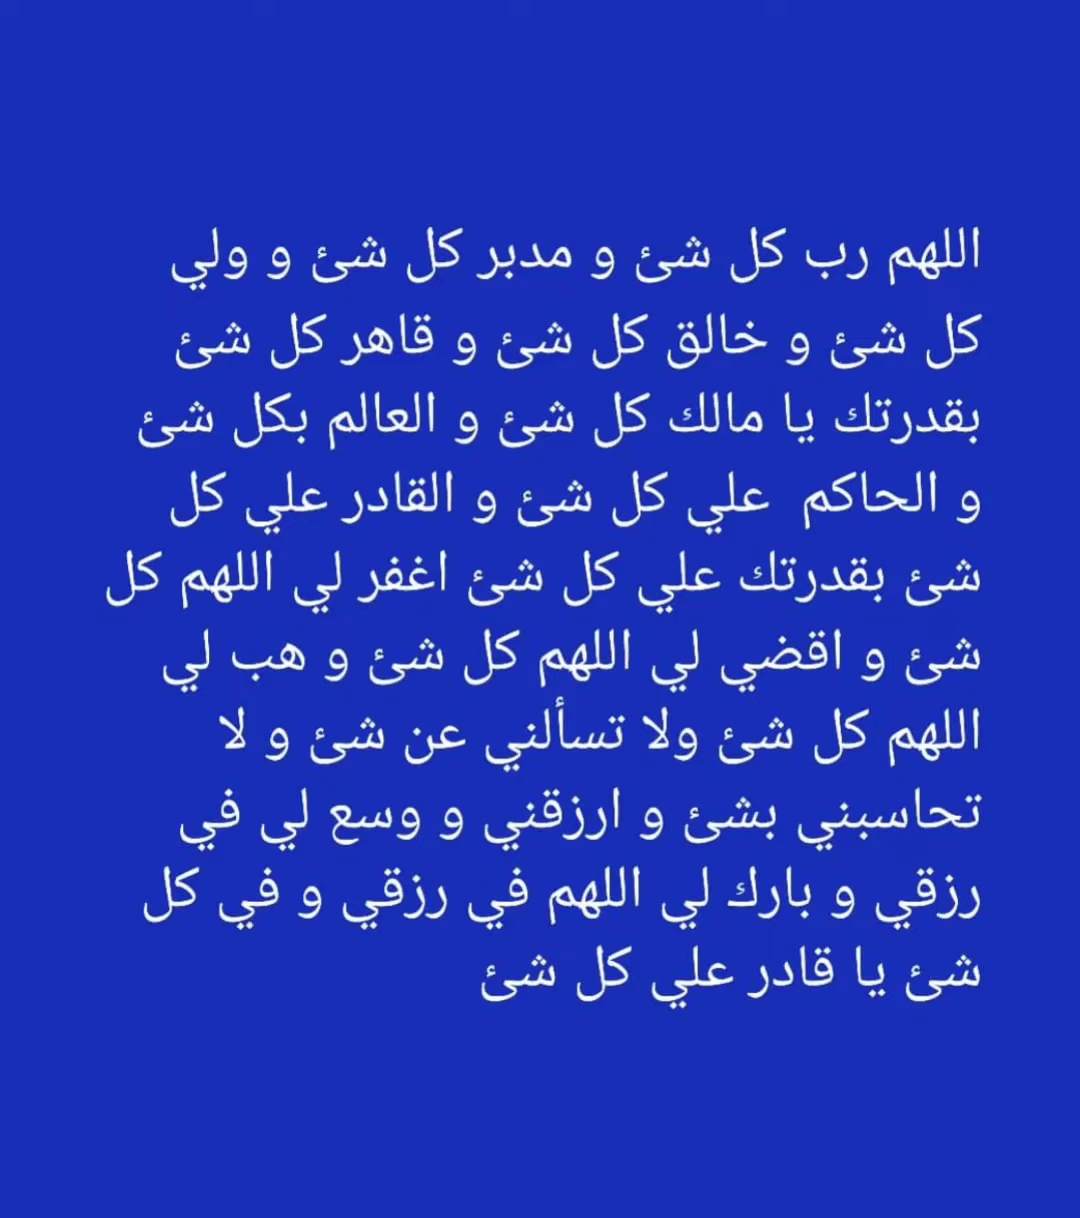 اللهم رب كل شئ و مدبر كل شئ و ولي
كل شئ و خالق كل شئ و قاهر كل شئ
بقدرتك يا مالك كل شئ و العالم بكل شئ
و الحاكم  علي كل شئ و القادر علي كل
شئ بقدرتك علي كل شئ اغفر لي اللهم كل
شئ و اقضي لي اللهم كل شئ و هب لي
اللهم كل شئ ولا تسألني عن شئ و لا
تحاسبني بشئ و ارزقني و وسع لي في
رزقي و بارك لي اللهم في رزقي و في كل
شئ يا قادر علي كل شئ